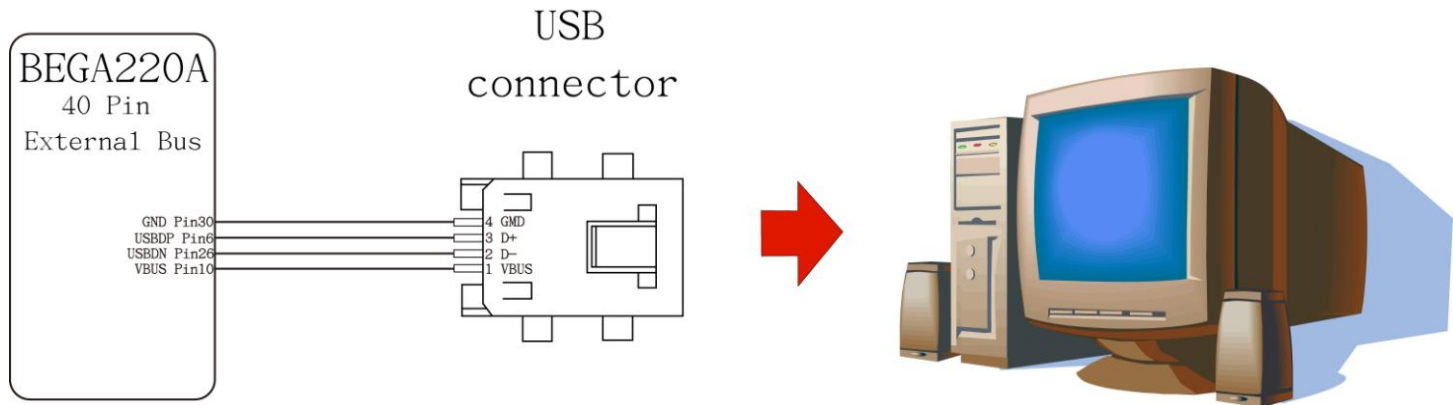 BEGA220A
40 Pin
External Bus
GND Pin30
USBDP Pin6
USBDN Pin26
VBUS Pin10
USB
connector
4 GMD
3 D+
2 D-
1 VBUS